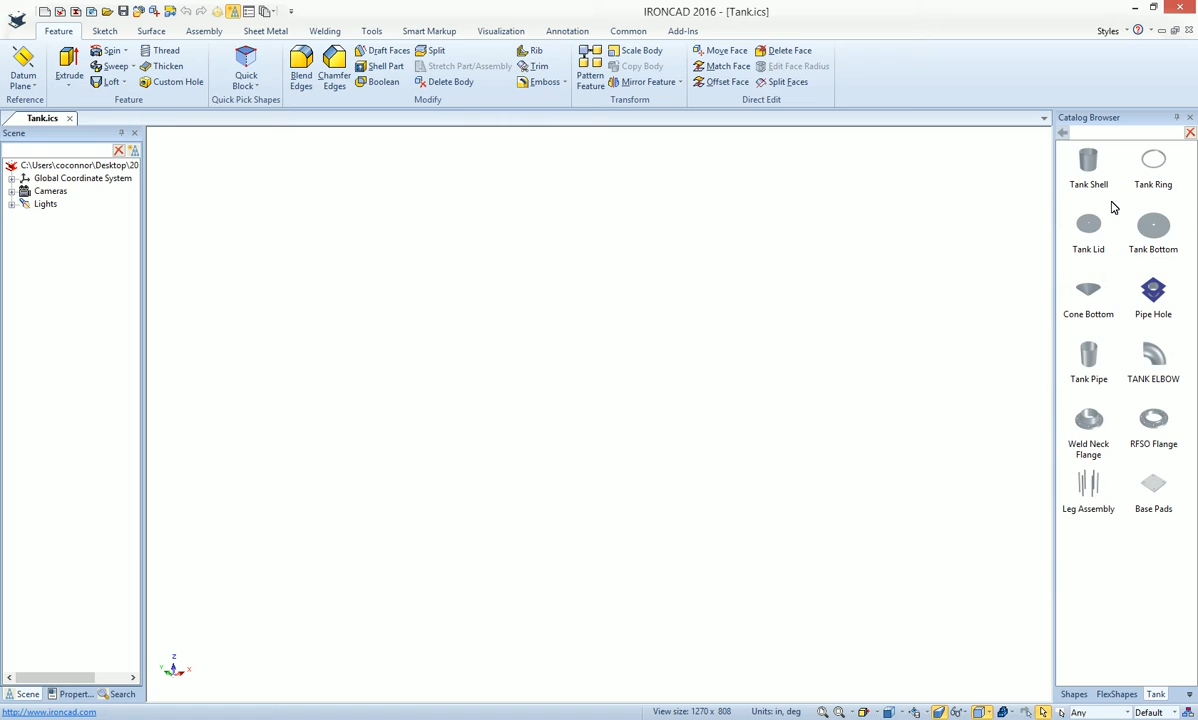 IRONCAD 2016 - [Tank.ics]
Feature Sketch Surface Assembly Sheet Metal Welding Tools Smart Markup Visualization Annotation Common Add-Ins Styles
Datum Plane
Reference
Extrude
Spin
Sweep
Loft
Thread
Thicken
Custom Hole
Feature
Quick Block
Quick Pick Shapes
Blend Edges
Chamfer Edges
Draft Faces
Shell Part
Boolean
Split
Stretch Part/Assembly
Delete Body
Rib
Trim
Emboss
Modify
Pattern Feature
Scale Body
Copy Body
Mirror Feature
Transform
Move Face
Match Face
Offset Face
Delete Face
Edit Face Radius
Split Faces
Direct Edit
Tank.ics
Scene
C:\Users\coconnor\Desktop\20
Global Coordinate System
Cameras
Lights
Z
Y
X
Catalog Browser
Tank Shell
Tank Ring
Tank Lid
Tank Bottom
Cone Bottom
Pipe Hole
Tank Pipe
TANK ELBOW
Weld Neck Flange
RFSO Flange
Leg Assembly
Base Pads
Scene Propert... Search
Shapes FlexShapes Tank
http://www.ironcad.com
View size: 1270 x 808
Units: in, deg
Any
Default